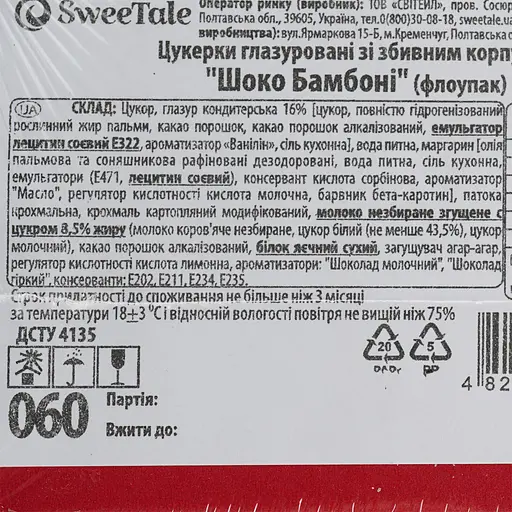 SweeTale
Оператор ринку (виробник): ТОВ «СВІТЕЙЛ», пров. Сосюр
Полтавська обл., 39605, Україна, тел.0(800)30-08-18, sweetale.u
виробництва): вул.Ярмаркова 15-Б, м.Кременчук, Полтавська о
Цукерки глазуровані зі збивним корпу
"Шоко Бамбоні" (флоупак)
UA СКЛАД: Цукор, глазур кондитерська 16% [цукор, повністю гідрогенізований
рослинний жир пальми, какао порошок, какао порошок алкалізований, емульгатор
лецитин соєвий Е322, ароматизатор «Ванілін», сіль кухонна], вода питна, маргарин [олія
пальмова та соняшникова рафіновані дезодоровані, вода питна, сіль кухонна,
емульгатори (Е471, лецитин соєвий), консервант кислота сорбінова, ароматизатор
"Масло", регулятор кислотності кислота молочна, барвник бета-каротин], патока
крохмальна, крохмаль картопляний модифікований, молоко незбиране згущене с
цукром 8,5% жиру (молоко коров'яче незбиране, цукор білий (не менше 43,5%), цукор
молочний), какао порошок алкалізований, білок яєчний сухий, загущувач агар-агар,
регулятор кислотності кислота лимонна, ароматизатори: "Шоколад молочний", "Шоколад
гіркий", консерванти: Е202, Е211, Е234, Е235.
Строк придатності до споживання не більше ніж 3 місяці
за температури 18±3 °С і відносній вологості повітря не вищій ніж 75%
ДСТУ 4135
20
5
PP
4 82
060
Партія:
Вжити до: